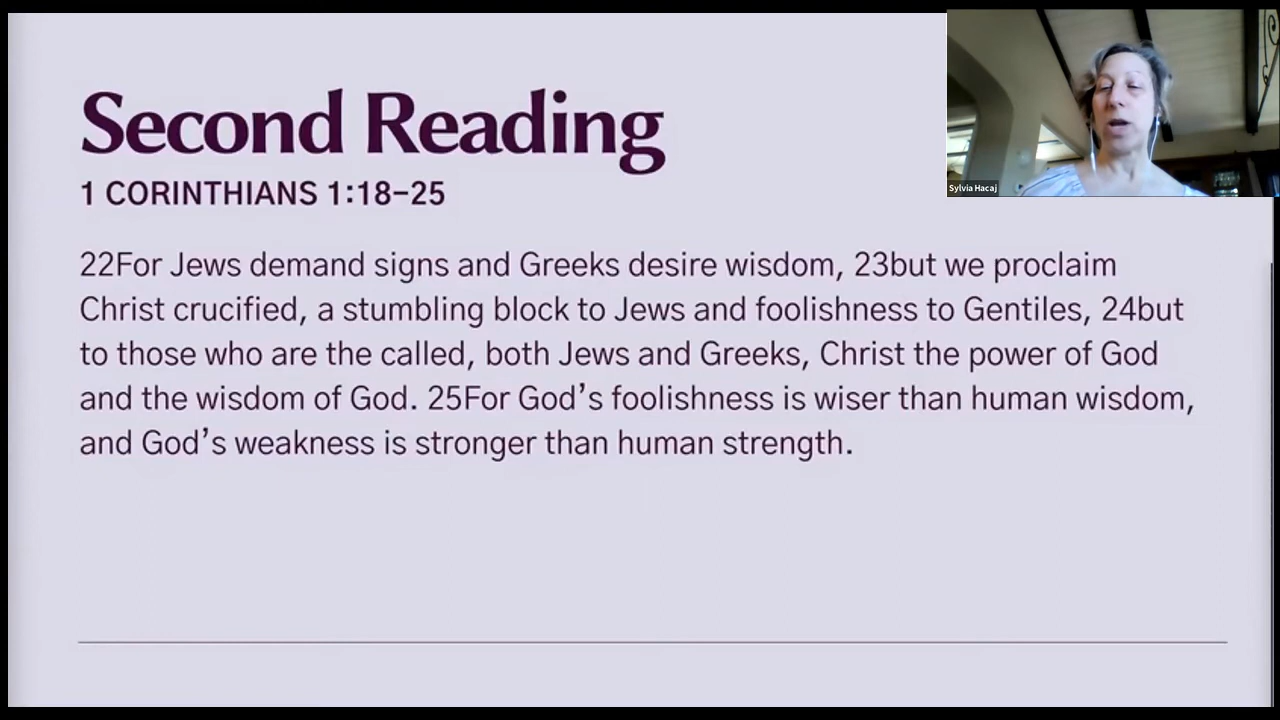 Second Reading
1 CORINTHIANS 1:18–25
22For Jews demand signs and Greeks desire wisdom, 23but we proclaim
Christ crucified, a stumbling block to Jews and foolishness to Gentiles, 24but
to those who are the called, both Jews and Greeks, Christ the power of God
and the wisdom of God. 25For God’s foolishness is wiser than human wisdom,
and God’s weakness is stronger than human strength.
Sylvia Hacaj